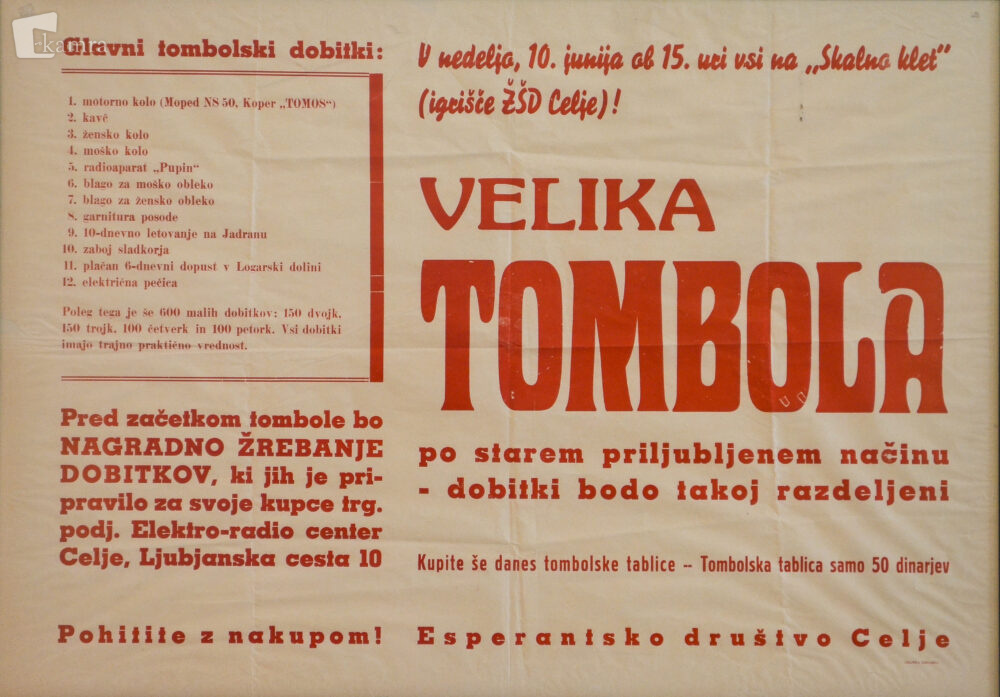 Glavni tombolski dobitki:
1. motorno kolo (Moped NS 50, Koper „TOMOS“)
2. kavč
3. žensko kolo
4. moško kolo
5. radioaparat „Pupin“
6. blago za moško obleko
7. blago za žensko obleko
8. garnitura posode
9. 10-dnevno letovanje na Jadranu
10. zaboj sladkorja
11. plačan 6-dnevni dopust v Logarski dolini
12. električna pečica
Poleg tega je še 600 malih dobitkov: 150 dvojk,
150 trojk, 100 četverk in 100 petork. Vsi dobitki
imajo trajno praktično vrednost.
Pred začetkom tombole bo
NAGRADNO ŽREBANJE
DOBITKOV, ki jih je pri-
pravilo za svoje kupce trg.
podj. Elektro-radio center
Celje, Ljubjanska cesta 10
Pohitite z nakupom!
V nedeljo, 10. junija ob 15. uri vsi na „Skalno klet“
(igrišče ŽŠD Celje)!
VELIKA
TOMBOLA
po starem priljubljenem načinu
- dobitki bodo takoj razdeljeni
Kupite še danes tombolske tablice -- Tombolska tablica samo 50 dinarjev
Esperantsko društvo Celje